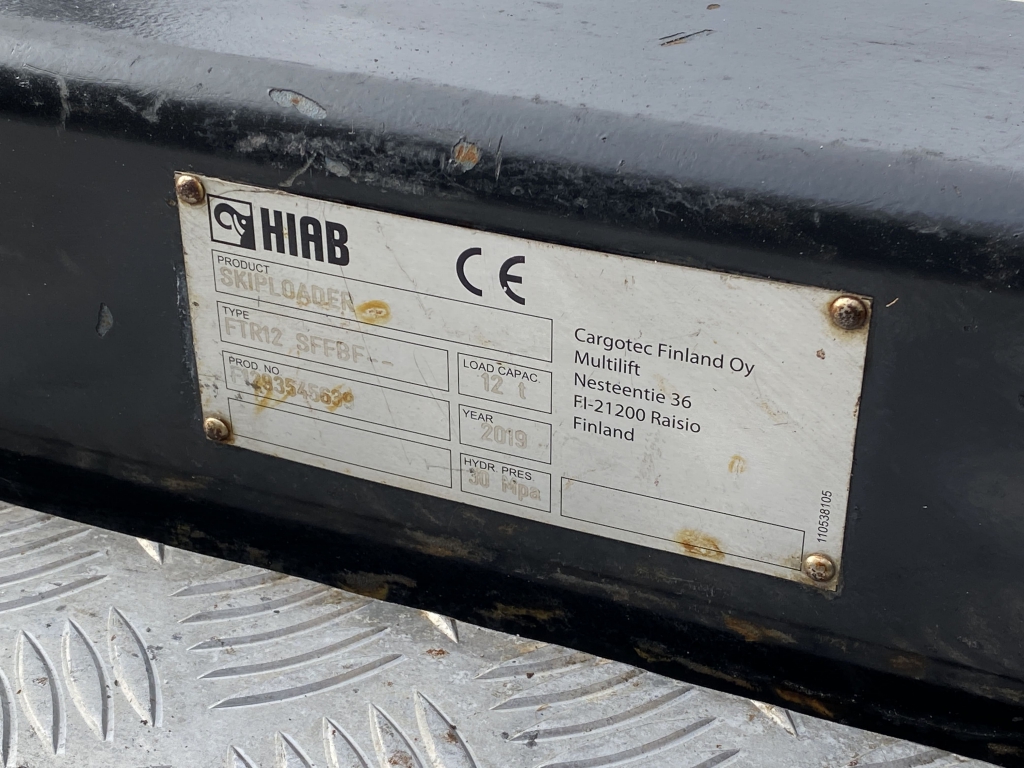 HIAB
CE
PRODUCT
SKIPLOADER
TYPE
FTR12 SFFBF--
PROD. NO.
LOAD CAPAC.
12 t
YEAR
2019
HYDR. PRES.
30 Mpa
Cargotec Finland Oy
Multilift
Nesteentie 36
FI-21200 Raisio
Finland
110538105